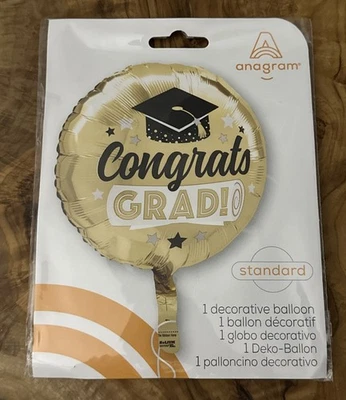 anagram
Congrats
GRAD!
standard
1 decorative balloon
1 ballon décoratif
1 globo decorativo
1 Deko-Ballon
1 palloncino decorativo